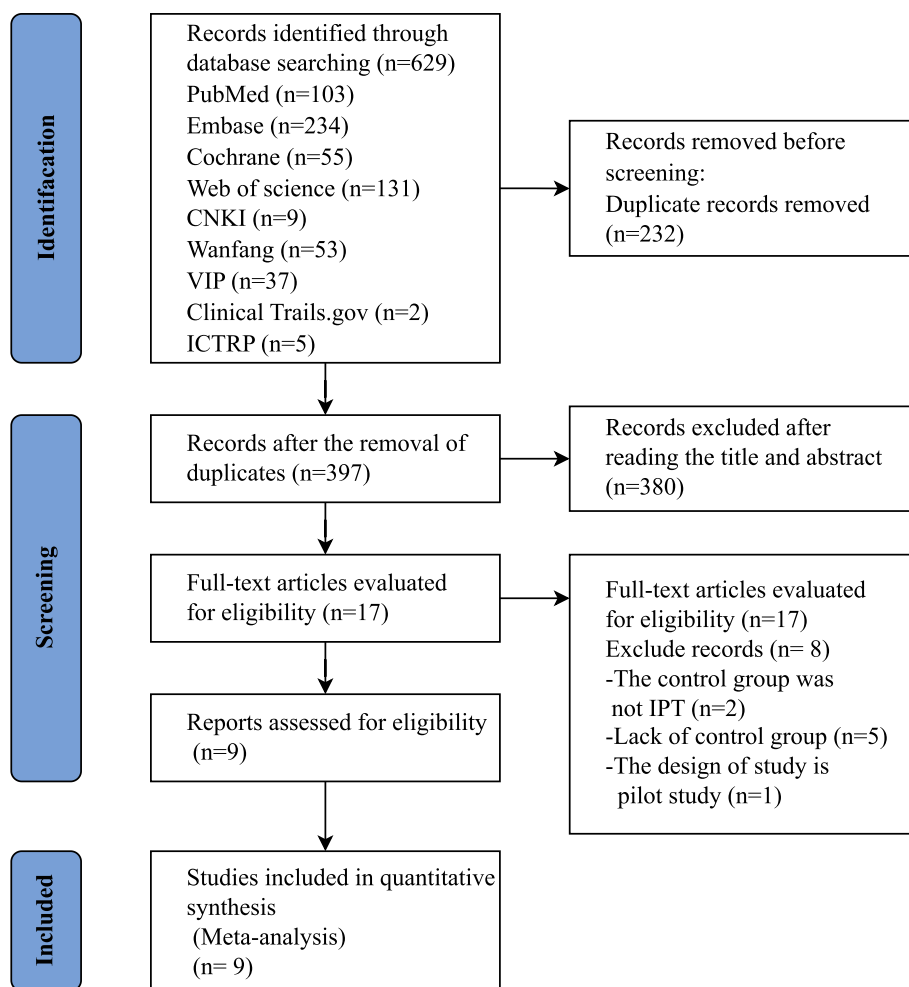 Identifacation
Records identified through
database searching (n=629)
PubMed (n=103)
Embase (n=234)
Cochrane (n=55)
Web of science (n=131)
CNKI (n=9)
Wanfang (n=53)
VIP (n=37)
Clinical Trails.gov (n=2)
ICTRP (n=5)
Records removed before
screening:
Duplicate records removed
(n=232)
Screening
Records after the removal of
duplicates (n=397)
Records excluded after
reading the title and abstract
(n=380)
Full-text articles evaluated
for eligibility (n=17)
Full-text articles evaluated
for eligibility (n=17)
Exclude records (n= 8)
-The control group was
not IPT (n=2)
-Lack of control group (n=5)
-The design of study is
pilot study (n=1)
Reports assessed for eligibility
(n=9)
Included
Studies included in quantitative
synthesis
(Meta-analysis)
(n= 9)